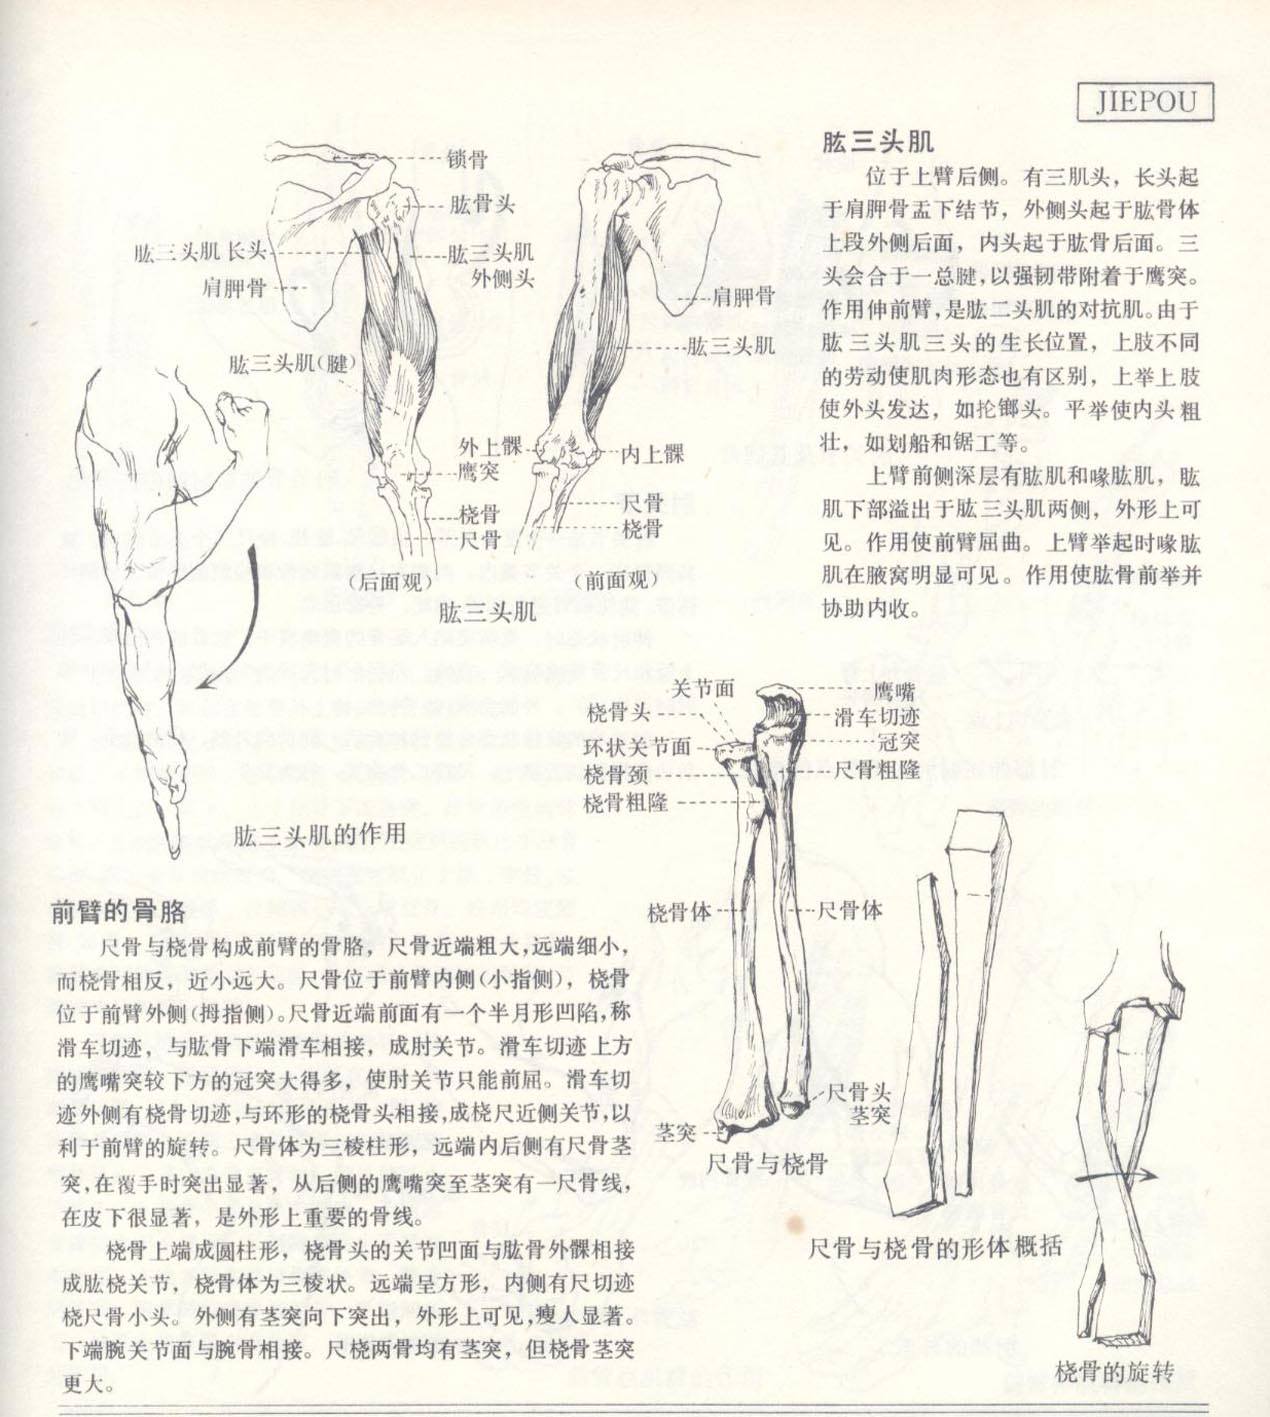 JIEPOU
锁骨
肱骨头
肱三头肌 长头
肱三头肌
外侧头
肩胛骨
肩胛骨
肱三头肌
肱三头肌(腱)
外上髁
内上髁
鹰突
桡骨
尺骨
尺骨
桡骨
(后面观)
(前面观)
肱三头肌
肱三头肌的作用
肱三头肌
位于上臂后侧。有三肌头，长头起
于肩胛骨盂下结节，外侧头起于肱骨体
上段外侧后面，内头起于肱骨后面。三
头会合于一总腱,以强韧带附着于鹰突。
作用伸前臂,是肱二头肌的对抗肌。由于
肱三头肌三头的生长位置，上肢不同
的劳动使肌肉形态也有区别，上举上肢
使外头发达，如抡鎯头。平举使内头粗
壮，如划船和锯工等。
上臂前侧深层有肱肌和喙肱肌，肱
肌下部溢出于肱三头肌两侧，外形上可
见。作用使前臂屈曲。上臂举起时喙肱
肌在腋窝明显可见。作用使肱骨前举并
协助内收。
前臂的骨胳
尺骨与桡骨构成前臂的骨胳，尺骨近端粗大,远端细小，
而桡骨相反，近小远大。尺骨位于前臂内侧(小指侧)，桡骨
位于前臂外侧(拇指侧)。尺骨近端前面有一个半月形凹陷,称
滑车切迹，与肱骨下端滑车相接，成肘关节。滑车切迹上方
的鹰嘴突较下方的冠突大得多，使肘关节只能前屈。滑车切
迹外侧有桡骨切迹,与环形的桡骨头相接,成桡尺近侧关节,以
利于前臂的旋转。尺骨体为三棱柱形，远端内后侧有尺骨茎
突,在覆手时突出显著，从后侧的鹰嘴突至茎突有一尺骨线，
在皮下很显著，是外形上重要的骨线。
桡骨上端成圆柱形，桡骨头的关节凹面与肱骨外髁相接
成肱桡关节，桡骨体为三棱状。远端呈方形，内侧有尺切迹
桡尺骨小头。外侧有茎突向下突出，外形上可见,瘦人显著。
下端腕关节面与腕骨相接。尺桡两骨均有茎突，但桡骨茎突
更大。
关节面
桡骨头
环状关节面
桡骨颈
桡骨粗隆
鹰嘴
滑车切迹
冠突
尺骨粗隆
桡骨体
尺骨体
尺骨头
茎突
茎突
尺骨与桡骨
尺骨与桡骨的形体概括
桡骨的旋转